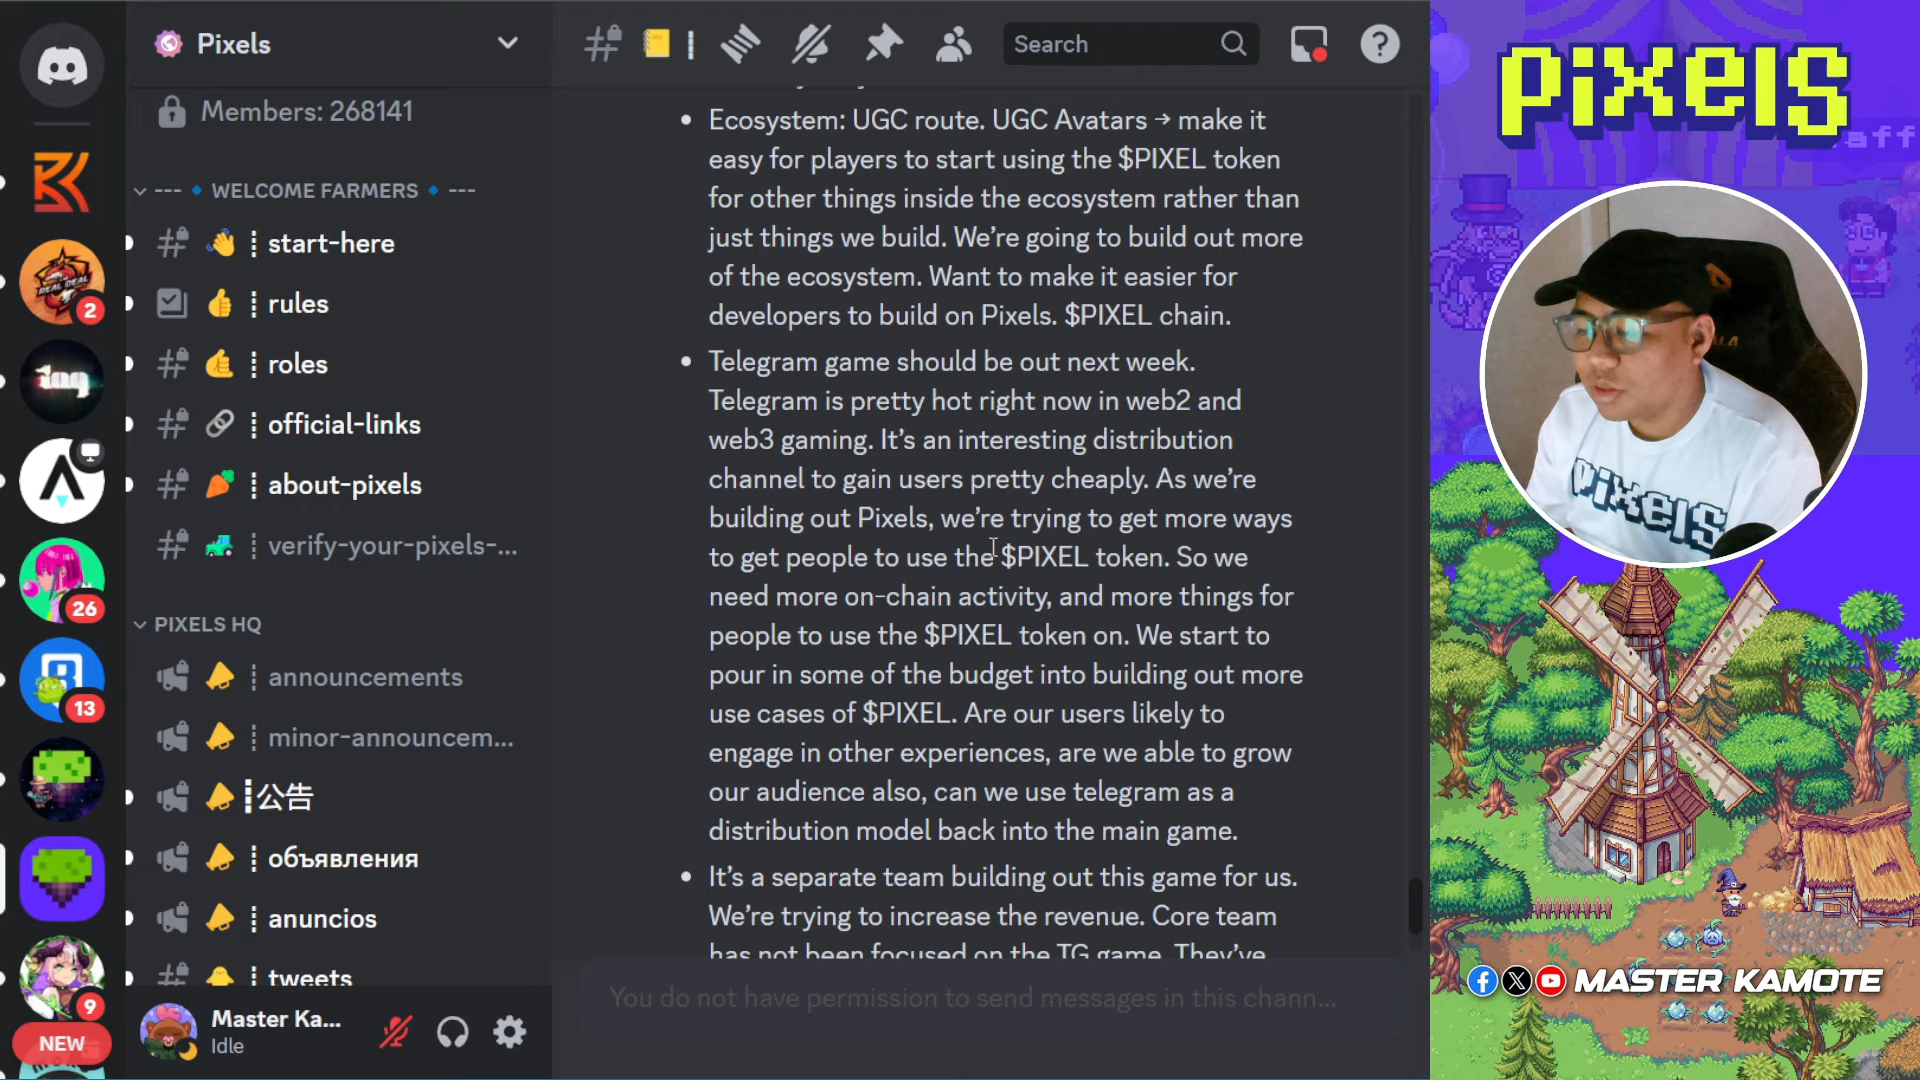 Pixels
Search
Members: 268141
--- WELCOME FARMERS ---
start-here
rules
roles
official-links
about-pixels
verify-your-pixels-...
PIXELS HQ
announcements
minor-announcem...
公告
объявления
anuncios
tweets
Master Ka...
Idle
2
26
13
9
NEW
Ecosystem: UGC route. UGC Avatars → make it
easy for players to start using the $PIXEL token
for other things inside the ecosystem rather than
just things we build. We’re going to build out more
of the ecosystem. Want to make it easier for
developers to build on Pixels. $PIXEL chain.
Telegram game should be out next week.
Telegram is pretty hot right now in web2 and
web3 gaming. It’s an interesting distribution
channel to gain users pretty cheaply. As we’re
building out Pixels, we’re trying to get more ways
to get people to use the $PIXEL token. So we
need more on-chain activity, and more things for
people to use the $PIXEL token on. We start to
pour in some of the budget into building out more
use cases of $PIXEL. Are our users likely to
engage in other experiences, are we able to grow
our audience also, can we use telegram as a
distribution model back into the main game.
It’s a separate team building out this game for us.
We’re trying to increase the revenue. Core team
has not been focused on the TG game. They’ve
You do not have permission to send messages in this chann...
pixels
pixels
MASTER KAMOTE